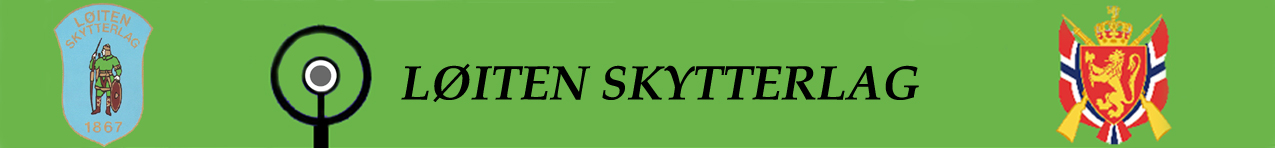 LØITEN
SKYTTERLAG
1867
LØITEN SKYTTERLAG